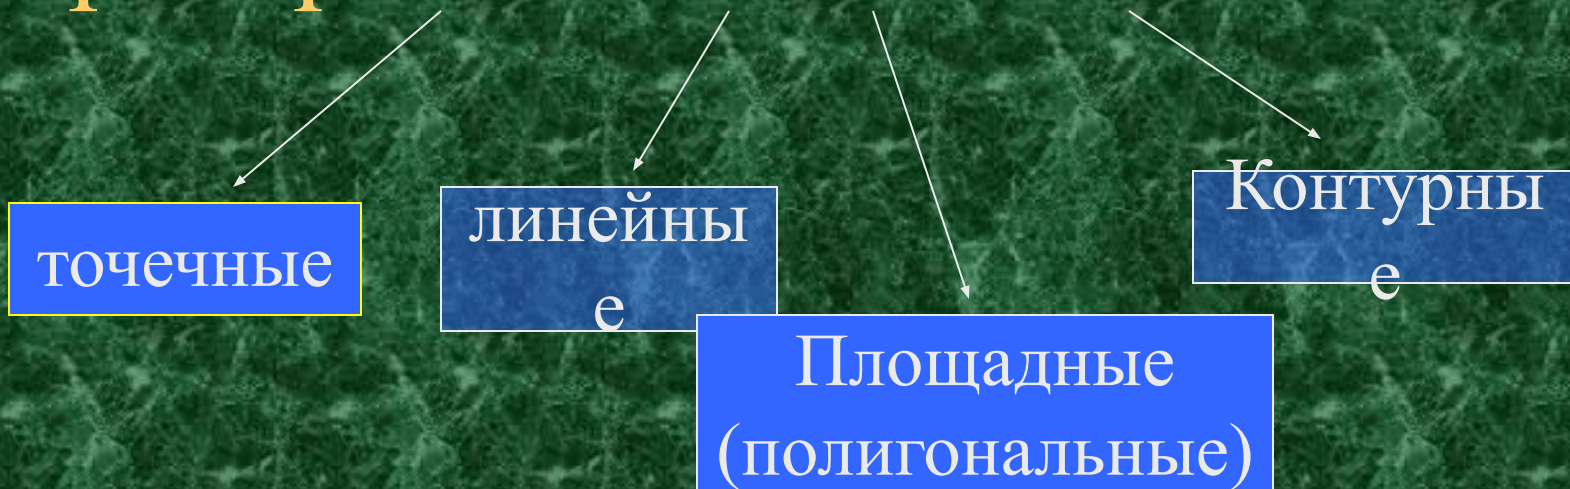 точечные
линейны
е
Контурны
е
Площадные
(полигональные)